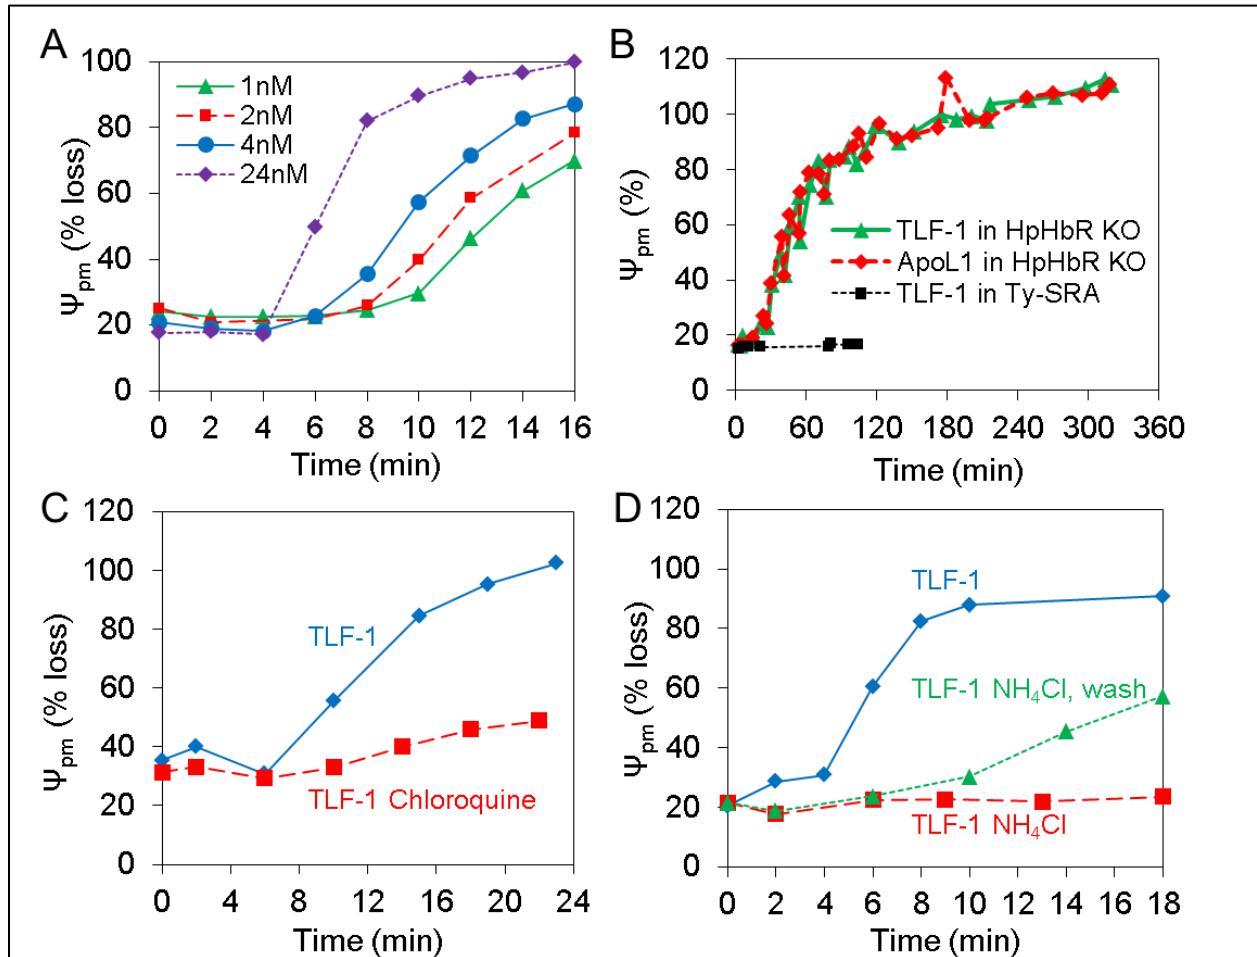 A
Ψpm (% loss)
100
80
60
40
20
0
1nM
2nM
4nM
24nM
0 2 4 6 8 10 12 14 16
Time (min)
B
Ψpm (%)
120
100
80
60
40
20
0
TLF-1 in HpHbR KO
ApoL1 in HpHbR KO
TLF-1 in Ty-SRA
0 60 120 180 240 300 360
Time (min)
C
Ψpm (% loss)
120
100
80
60
40
20
0
TLF-1
TLF-1 Chloroquine
0 4 8 12 16 20 24
Time (min)
D
Ψpm (% loss)
120
100
80
60
40
20
0
TLF-1
TLF-1 NH₄Cl, wash
TLF-1 NH₄Cl
0 2 4 6 8 10 12 14 16 18
Time (min)